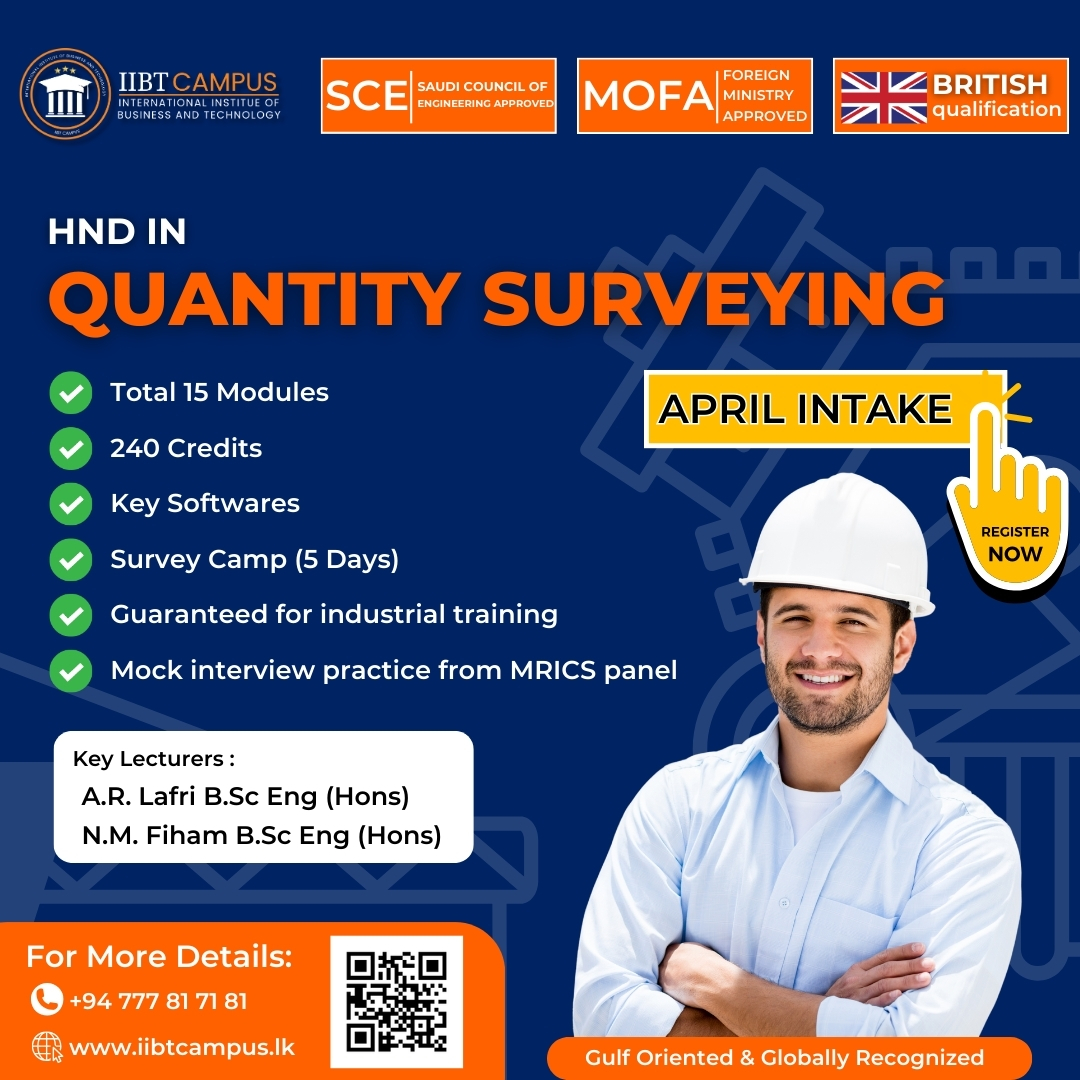 IIBT CAMPUS
INTERNATIONAL INSTITUE OF
BUSINESS AND TECHNOLOGY
SCE
SAUDI COUNCIL OF
ENGINEERING APPROVED
MOFA
FOREIGN
MINISTRY
APPROVED
BRITISH
qualification
HND IN
QUANTITY SURVEYING
Total 15 Modules
240 Credits
Key Softwares
Survey Camp (5 Days)
Guaranteed for industrial training
Mock interview practice from MRICS panel
APRIL INTAKE
REGISTER
NOW
Key Lecturers :
A.R. Lafri B.Sc Eng (Hons)
N.M. Fiham B.Sc Eng (Hons)
For More Details:
+94 777 81 71 81
www.iibtcampus.lk
Gulf Oriented & Globally Recognized